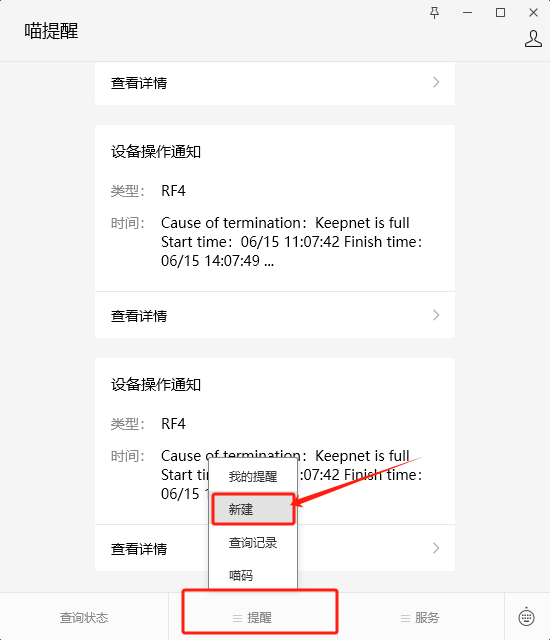 喵提醒
查看详情
设备操作通知
类型： RF4
时间： Cause of termination：Keepnet is full
Start time：06/15 11:07:42 Finish time：
06/15 14:07:49 ...
查看详情
设备操作通知
类型： RF4
时间： Cause of termination：Keepnet is full
Start
:07:42 Finish time：
06/15 1
查看详情
我的提醒
新建
查询记录
喵码
查询状态
提醒
服务